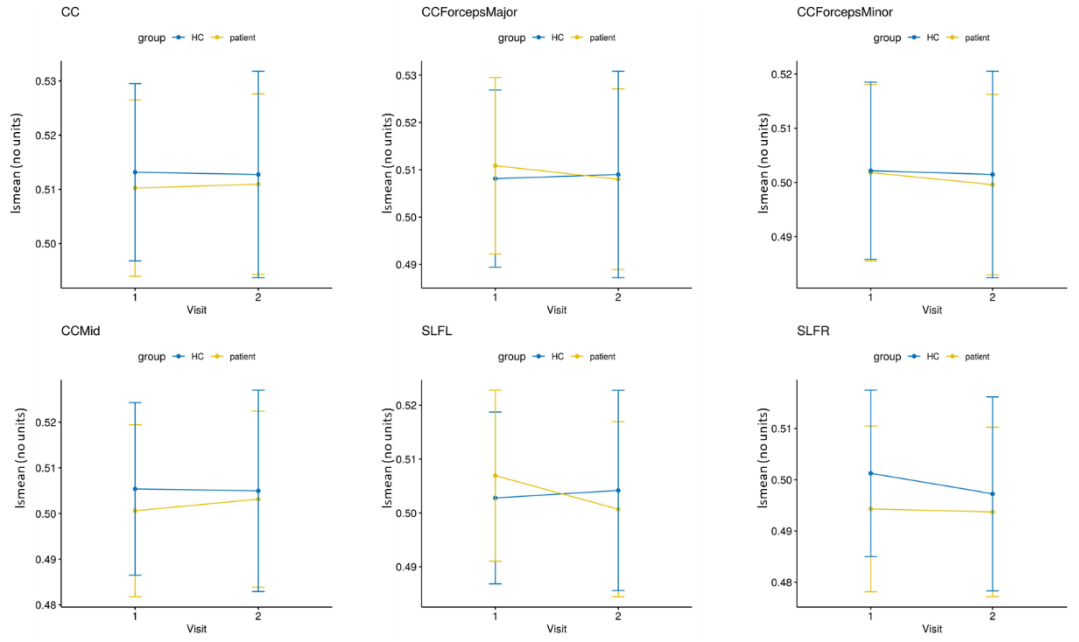 CC
group HC patient
lsmean (no units)
0.53
0.52
0.51
0.50
1 2
Visit
CCForcepsMajor
group HC patient
lsmean (no units)
0.53
0.52
0.51
0.50
0.49
1 2
Visit
CCForcepsMinor
group HC patient
lsmean (no units)
0.52
0.51
0.50
0.49
1 2
Visit
CCMid
group HC patient
lsmean (no units)
0.52
0.51
0.50
0.49
0.48
1 2
Visit
SLFL
group HC patient
lsmean (no units)
0.52
0.51
0.50
0.49
1 2
Visit
SLFR
group HC patient
lsmean (no units)
0.51
0.50
0.49
0.48
1 2
Visit